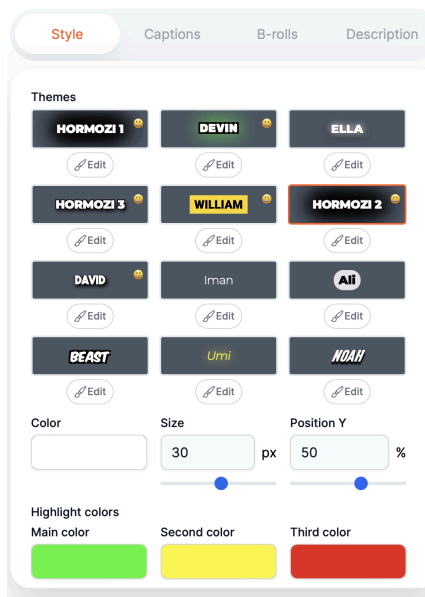 Style Captions B-rolls Description
Themes
HORMOZI 1 DEVIN ELLA
Edit Edit Edit
HORMOZI 3 WILLIAM HORMOZI 2
Edit Edit Edit
DAVID Iman Ali
Edit Edit Edit
BEAST Umi NOAH
Edit Edit Edit
Color Size Position Y
30 px 50 %
Highlight colors
Main color Second color Third color